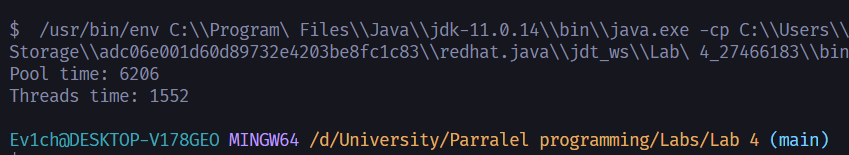 $  /usr/bin/env C:\\Program\ Files\\Java\\jdk-11.0.14\\bin\\java.exe -cp C:\\Users\\
Storage\\adc06e001d60d89732e4203be8fc1c83\\redhat.java\\jdt_ws\\Lab\ 4_27466183\\bin
Pool time: 6206
Threads time: 1552
Ev1ch@DESKTOP-V178GEO MINGW64 /d/University/Parralel programming/Labs/Lab 4 (main)